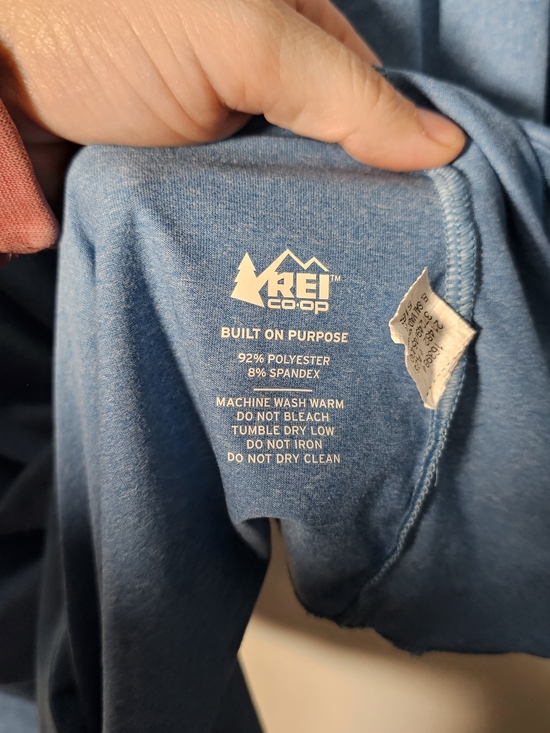 REI™
co·op
BUILT ON PURPOSE
92% POLYESTER
8% SPANDEX
MACHINE WASH WARM
DO NOT BLEACH
TUMBLE DRY LOW
DO NOT IRON
DO NOT DRY CLEAN